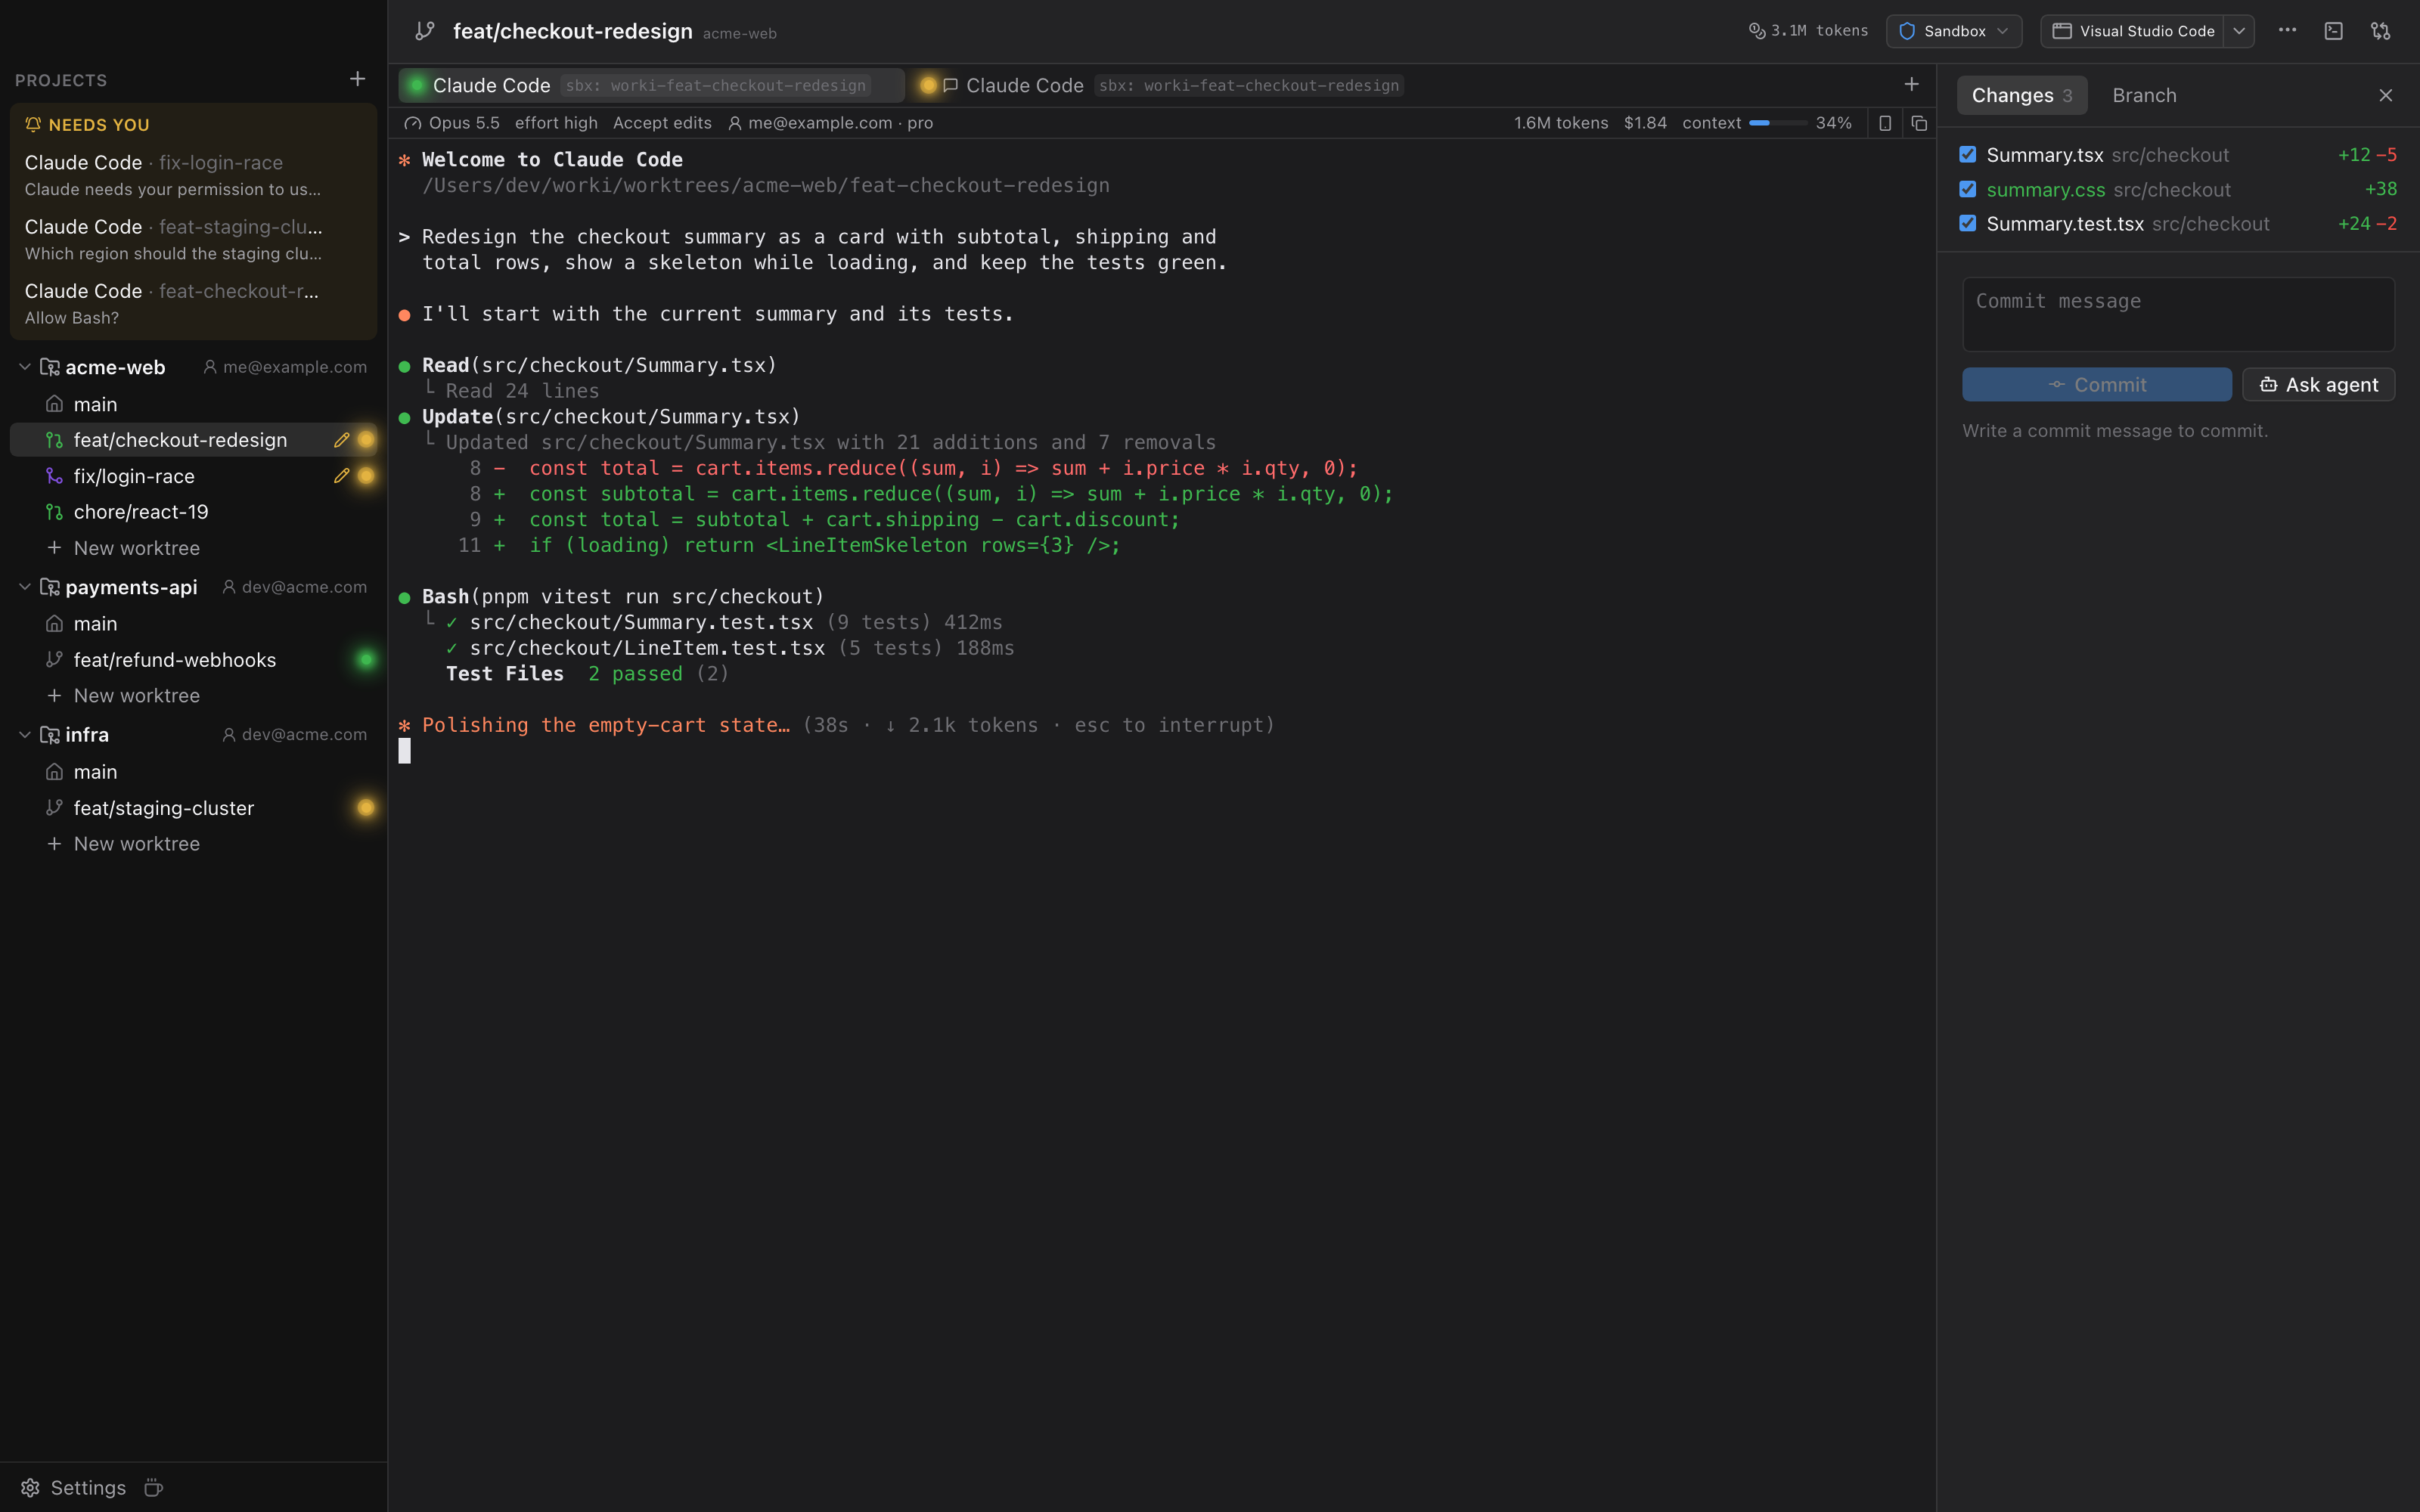 PROJECTS
NEEDS YOU
Claude Code · fix-login-race
Claude needs your permission to us...
Claude Code · feat-staging-clu...
Which region should the staging clu...
Claude Code · feat-checkout-r...
Allow Bash?
acme-web me@example.com
main
feat/checkout-redesign
fix/login-race
chore/react-19
New worktree
payments-api dev@acme.com
main
feat/refund-webhooks
New worktree
infra dev@acme.com
main
feat/staging-cluster
New worktree
Settings
feat/checkout-redesign acme-web
3.1M tokens Sandbox Visual Studio Code
Claude Code sbx: worki-feat-checkout-redesign Claude Code sbx: worki-feat-checkout-redesign
Opus 5.5 effort high Accept edits me@example.com · pro 1.6M tokens $1.84 context 34%
* Welcome to Claude Code
/Users/dev/worki/worktrees/acme-web/feat-checkout-redesign
> Redesign the checkout summary as a card with subtotal, shipping and
total rows, show a skeleton while loading, and keep the tests green.
● I'll start with the current summary and its tests.
● Read(src/checkout/Summary.tsx)
└ Read 24 lines
● Update(src/checkout/Summary.tsx)
└ Updated src/checkout/Summary.tsx with 21 additions and 7 removals
8 − const total = cart.items.reduce((sum, i) => sum + i.price * i.qty, 0);
8 + const subtotal = cart.items.reduce((sum, i) => sum + i.price * i.qty, 0);
9 + const total = subtotal + cart.shipping − cart.discount;
11 + if (loading) return <LineItemSkeleton rows={3} />;
● Bash(pnpm vitest run src/checkout)
└ ✓ src/checkout/Summary.test.tsx (9 tests) 412ms
✓ src/checkout/LineItem.test.tsx (5 tests) 188ms
Test Files 2 passed (2)
* Polishing the empty-cart state… (38s · ↓ 2.1k tokens · esc to interrupt)
Changes 3 Branch
Summary.tsx src/checkout +12 −5
summary.css src/checkout +38
Summary.test.tsx src/checkout +24 −2
Commit message
Commit Ask agent
Write a commit message to commit.